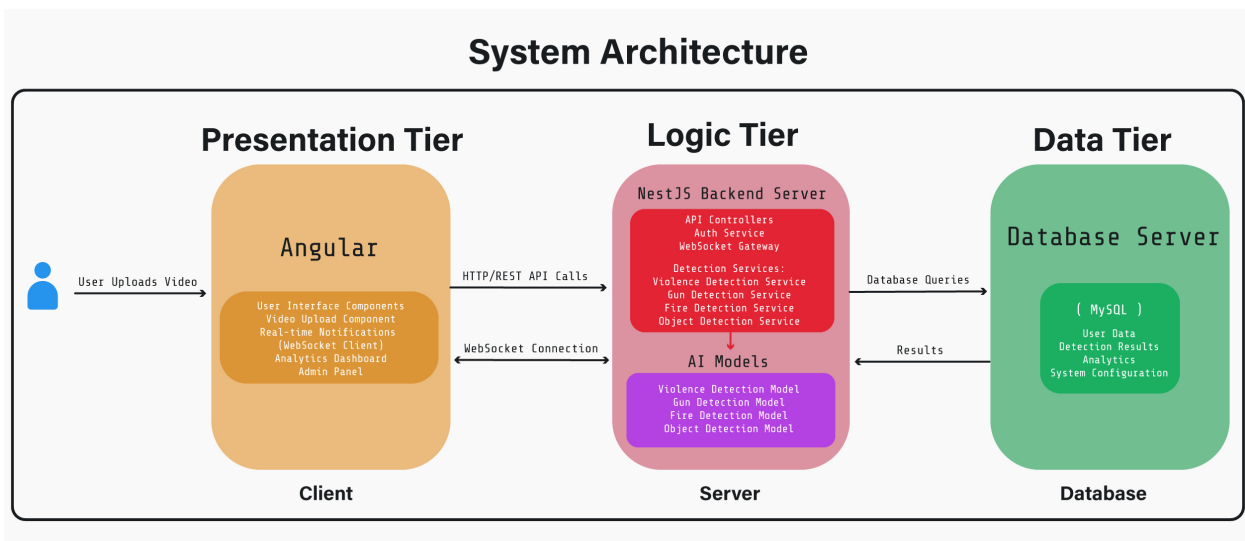 System Architecture
Presentation Tier
Logic Tier
Data Tier
User Uploads Video
Angular
User Interface Components
Video Upload Component
Real-time Notifications
(WebSocket Client)
Analytics Dashboard
Admin Panel
Client
HTTP/REST API Calls
WebSocket Connection
NestJS Backend Server
API Controllers
Auth Service
WebSocket Gateway
Detection Services:
Violence Detection Service
Gun Detection Service
Fire Detection Service
Object Detection Service
AI Models
Violence Detection Model
Gun Detection Model
Fire Detection Model
Object Detection Model
Server
Database Queries
Results
Database Server
( MySQL )
User Data
Detection Results
Analytics
System Configuration
Database